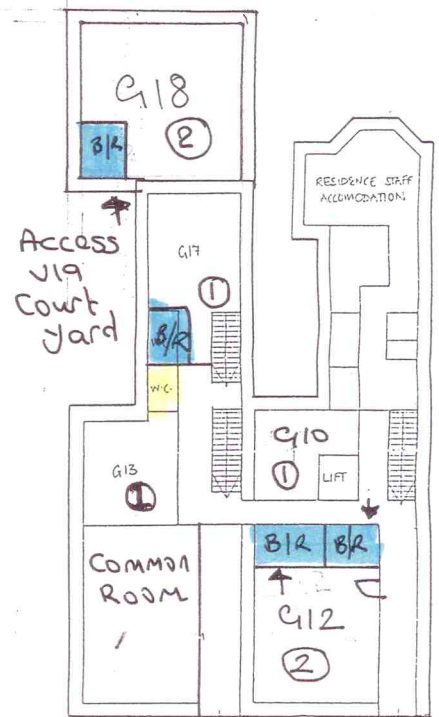 G18
B/R
2
RESIDENCE STAFF
ACCOMODATION
Access
via
Court
yard
G17
1
B/R
W.C.
G10
1
LIFT
G13
1
B/R
B/R
COMMON
ROOM
G12
2